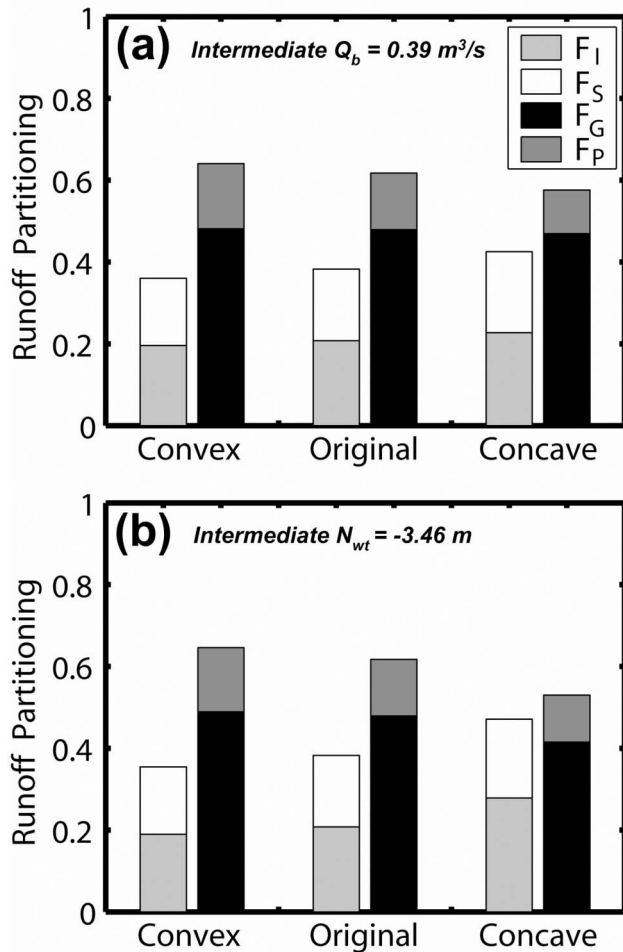 (a) Intermediate Q_b = 0.39 m³/s
F_I
F_S
F_G
F_P
Runoff Partitioning
1
0.8
0.6
0.4
0.2
0
Convex Original Concave
(b) Intermediate N_wt = -3.46 m
Runoff Partitioning
1
0.8
0.6
0.4
0.2
0
Convex Original Concave